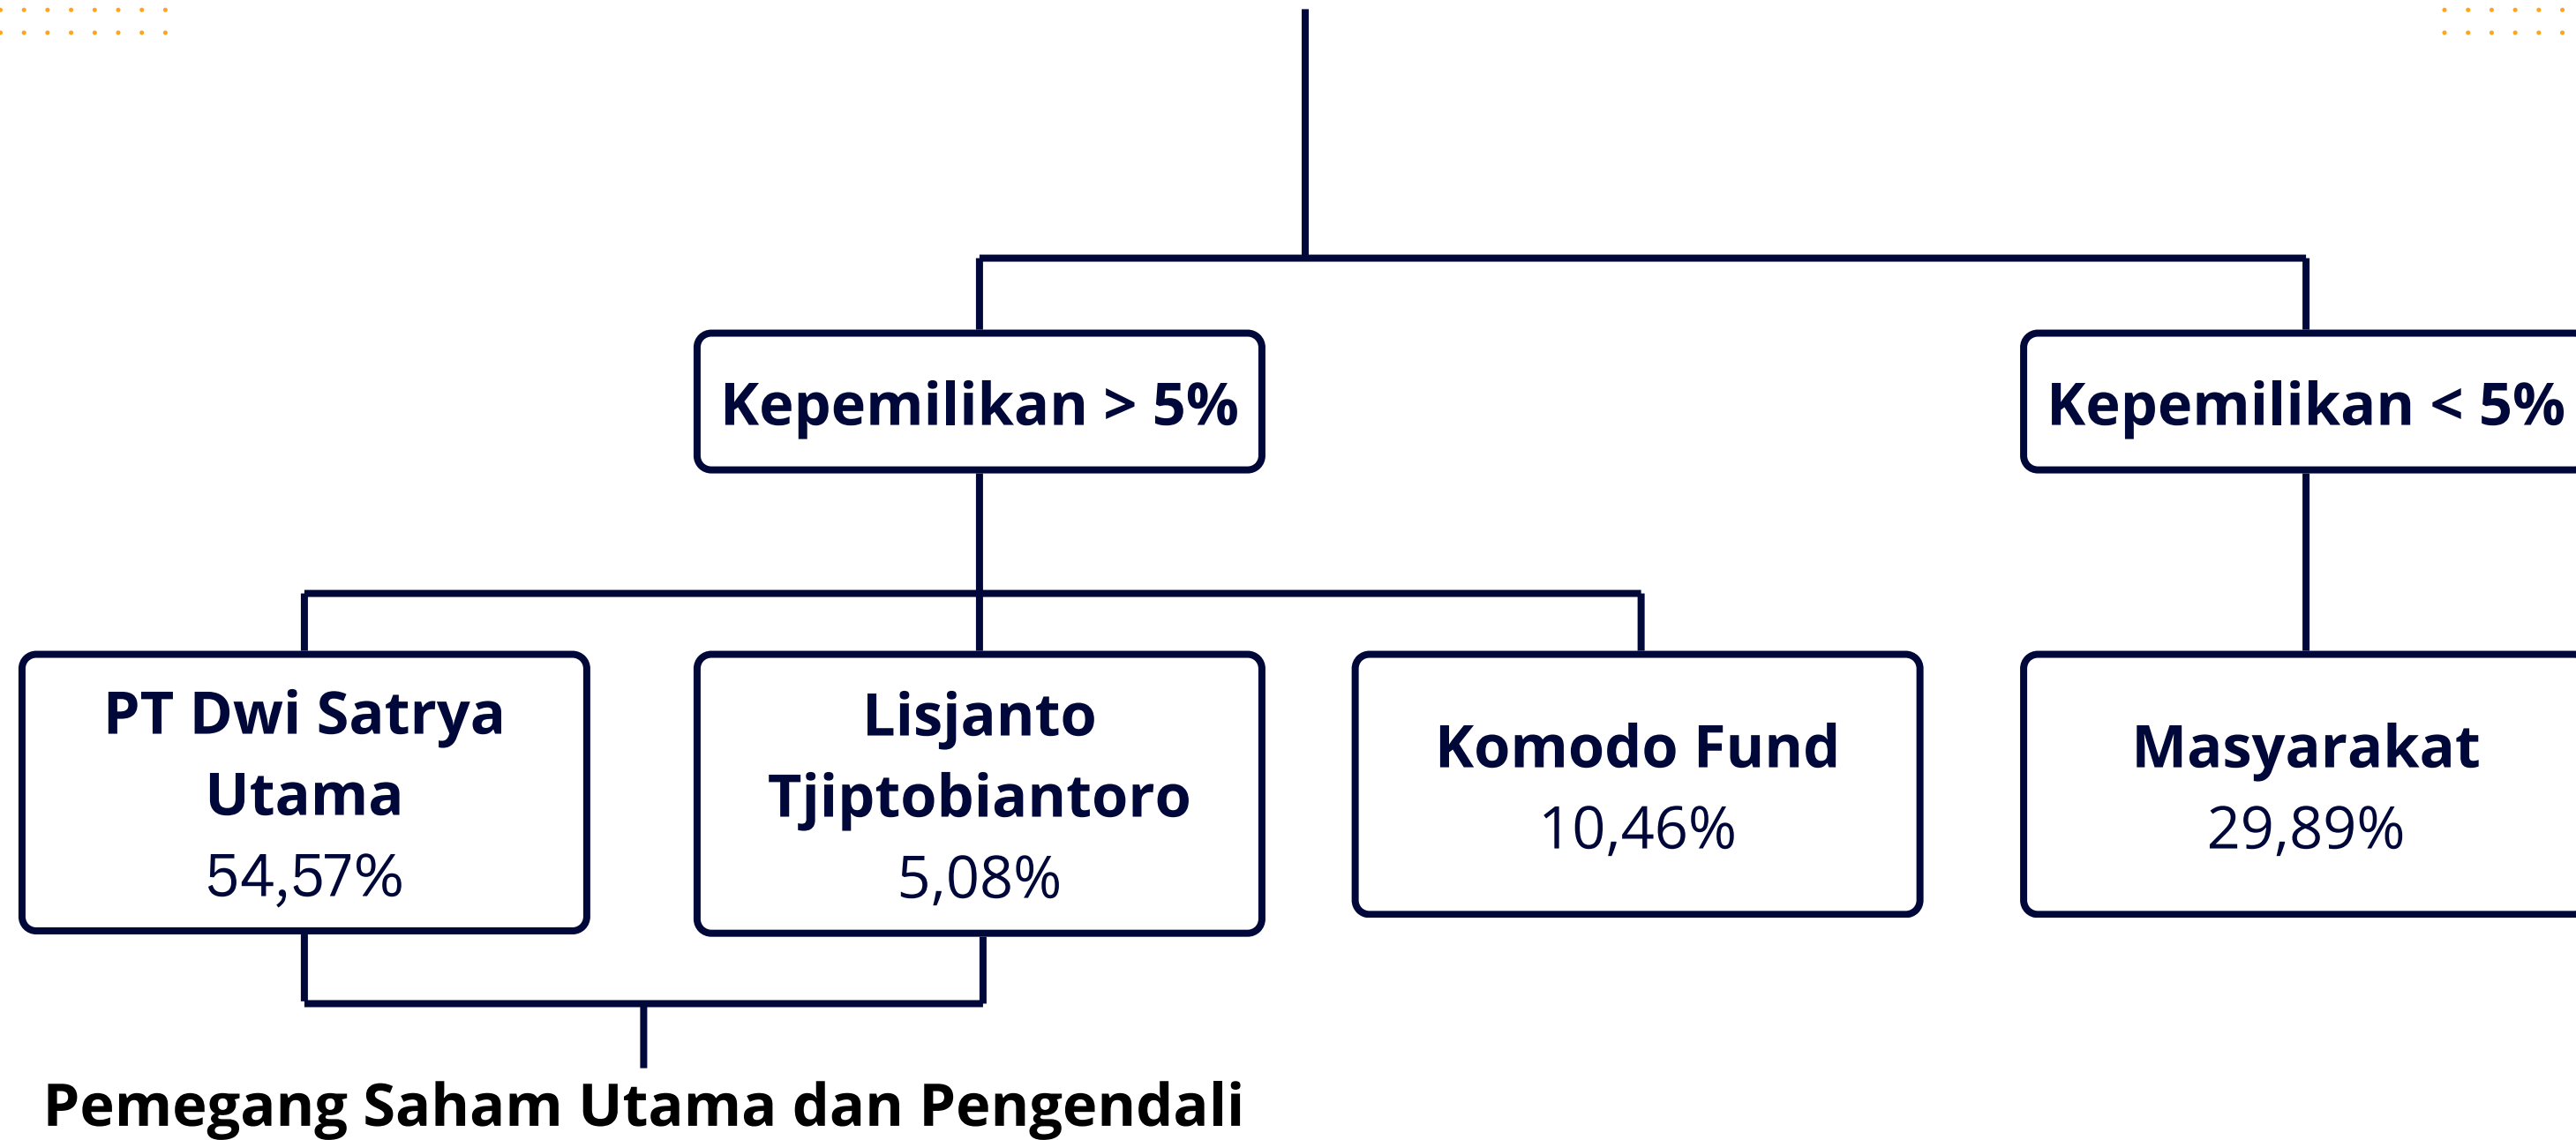 Kepemilikan > 5%
Kepemilikan < 5%
PT Dwi Satrya
Utama
54,57%
Lisjanto
Tjiptobiantoro
5,08%
Komodo Fund
10,46%
Masyarakat
29,89%
Pemegang Saham Utama dan Pengendali